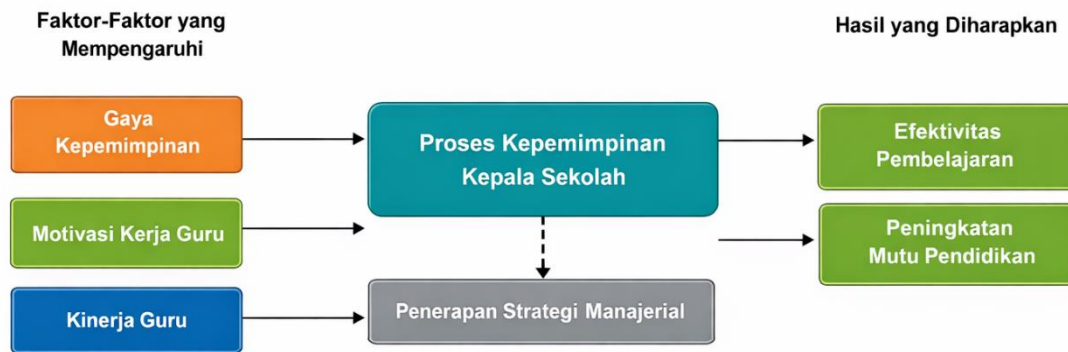 Faktor-Faktor yang
Mempengaruhi
Hasil yang Diharapkan
Gaya
Kepemimpinan
Proses Kepemimpinan
Kepala Sekolah
Efektivitas
Pembelajaran
Motivasi Kerja Guru
Peningkatan
Mutu Pendidikan
Kinerja Guru
Penerapan Strategi Manajerial